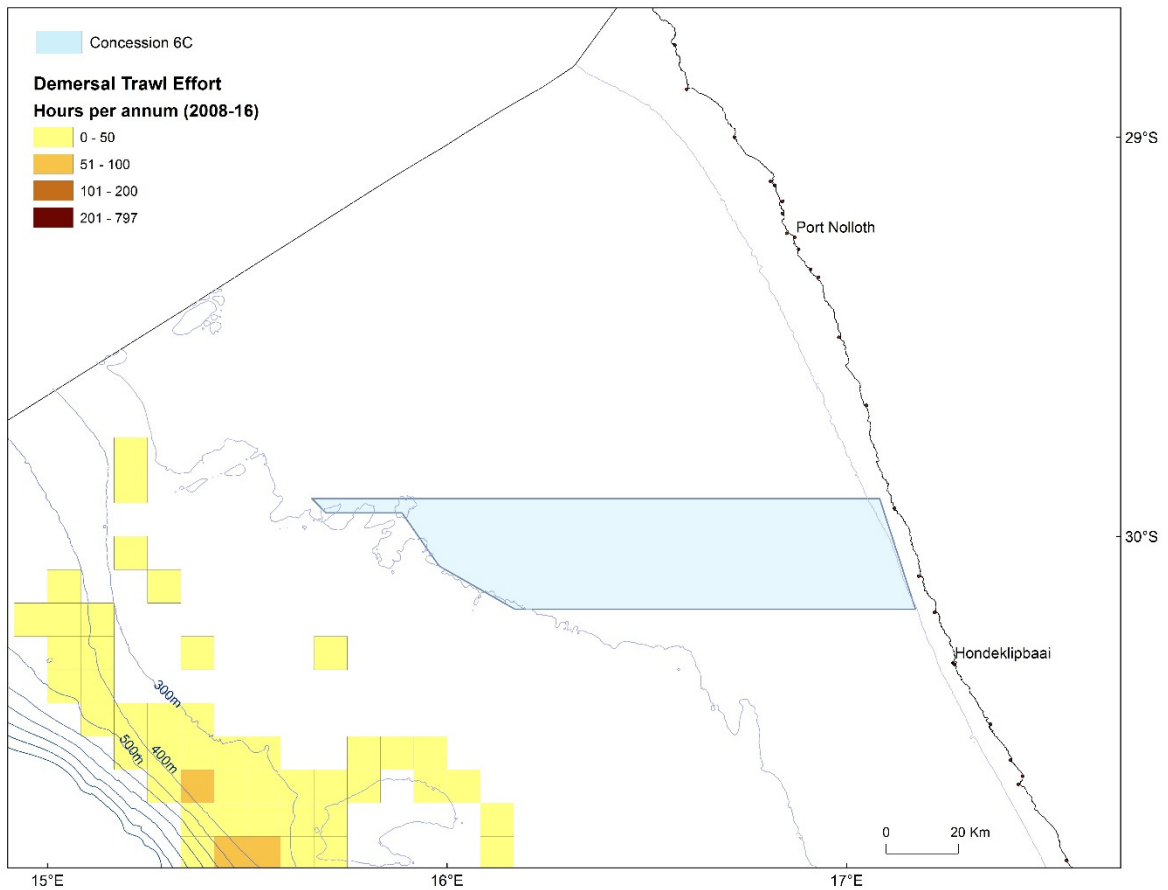 Concession 6C
Demersal Trawl Effort
Hours per annum (2008-16)
0 - 50
51 - 100
101 - 200
201 - 797
29°S
Port Nolloth
30°S
Hondeklipbaai
300m
400m
500m
0 20 Km
15°E 16°E 17°E